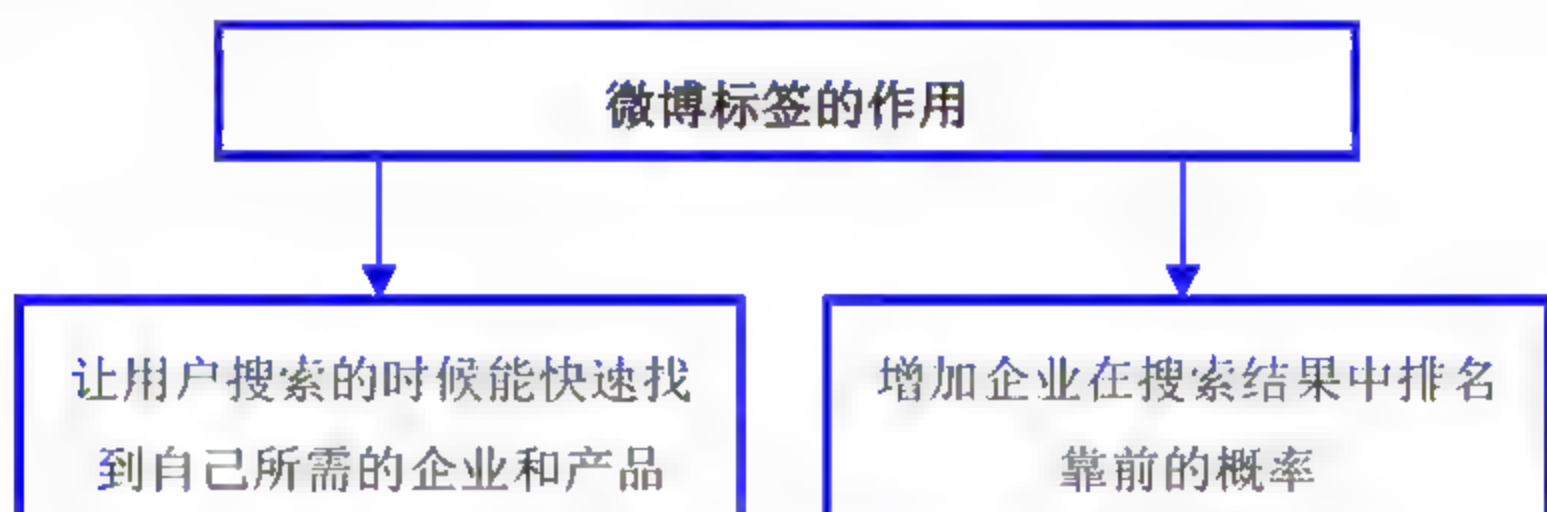 微博标签的作用
让用户搜索的时候能快速找
到自己所需的企业和产品
增加企业在搜索结果中排名
靠前的概率